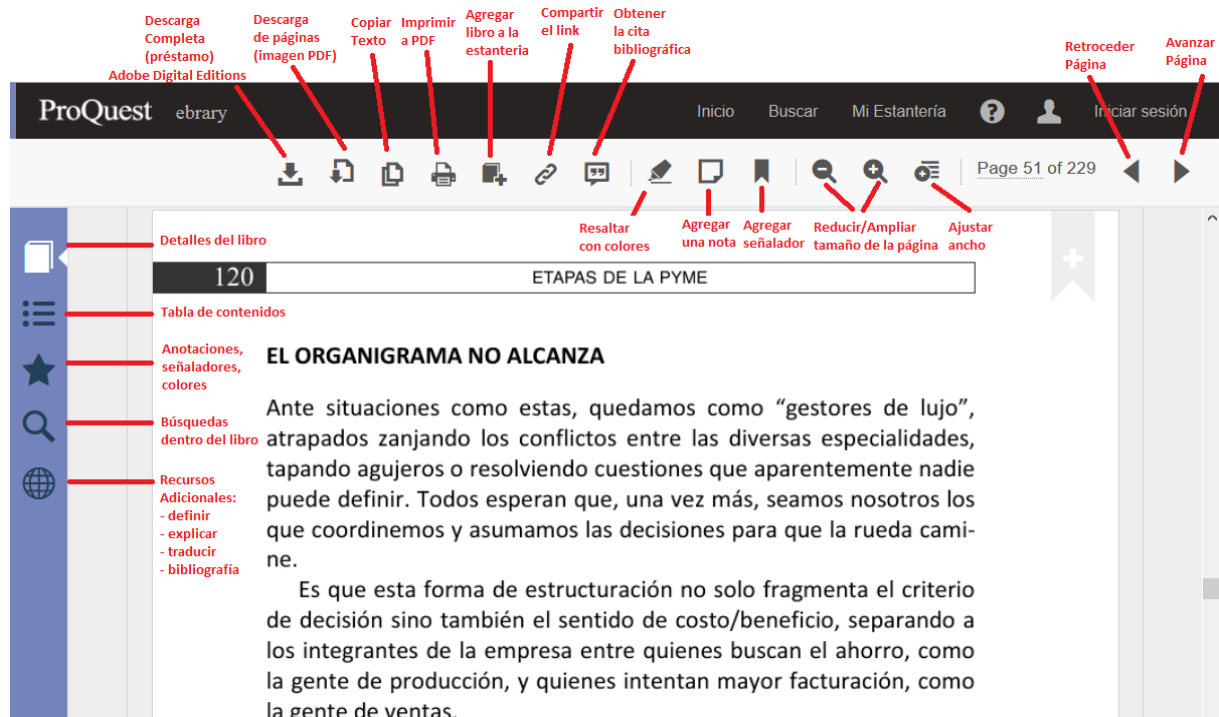 Descarga
Completa
(préstamo)
Adobe Digital Editions
Descarga
de páginas
(imagen PDF)
Copiar
Texto
Imprimir
a PDF
Agregar
libro a la
estanteria
Compartir
el link
Obtener
la cita
bibliográfica
Retroceder
Página
Avanzar
Página
ProQuest ebrary
Inicio Buscar Mi Estantería ? Iniciar sesión
Page 51 of 229
Resaltar
con colores
Agregar
una nota
Agregar
señalador
Reducir/Ampliar
tamaño de la página
Ajustar
ancho
Detalles del libro
120 ETAPAS DE LA PYME
Tabla de contenidos
Anotaciones,
señaladores,
colores
Búsquedas
dentro del libro
Recursos
Adicionales:
- definir
- explicar
- traducir
- bibliografía
EL ORGANIGRAMA NO ALCANZA
Ante situaciones como estas, quedamos como “gestores de lujo”,
atrapados zanjando los conflictos entre las diversas especialidades,
tapando agujeros o resolviendo cuestiones que aparentemente nadie
puede definir. Todos esperan que, una vez más, seamos nosotros los
que coordinemos y asumamos las decisiones para que la rueda cami-
ne.
Es que esta forma de estructuración no solo fragmenta el criterio
de decisión sino también el sentido de costo/beneficio, separando a
los integrantes de la empresa entre quienes buscan el ahorro, como
la gente de producción, y quienes intentan mayor facturación, como
la gente de ventas.